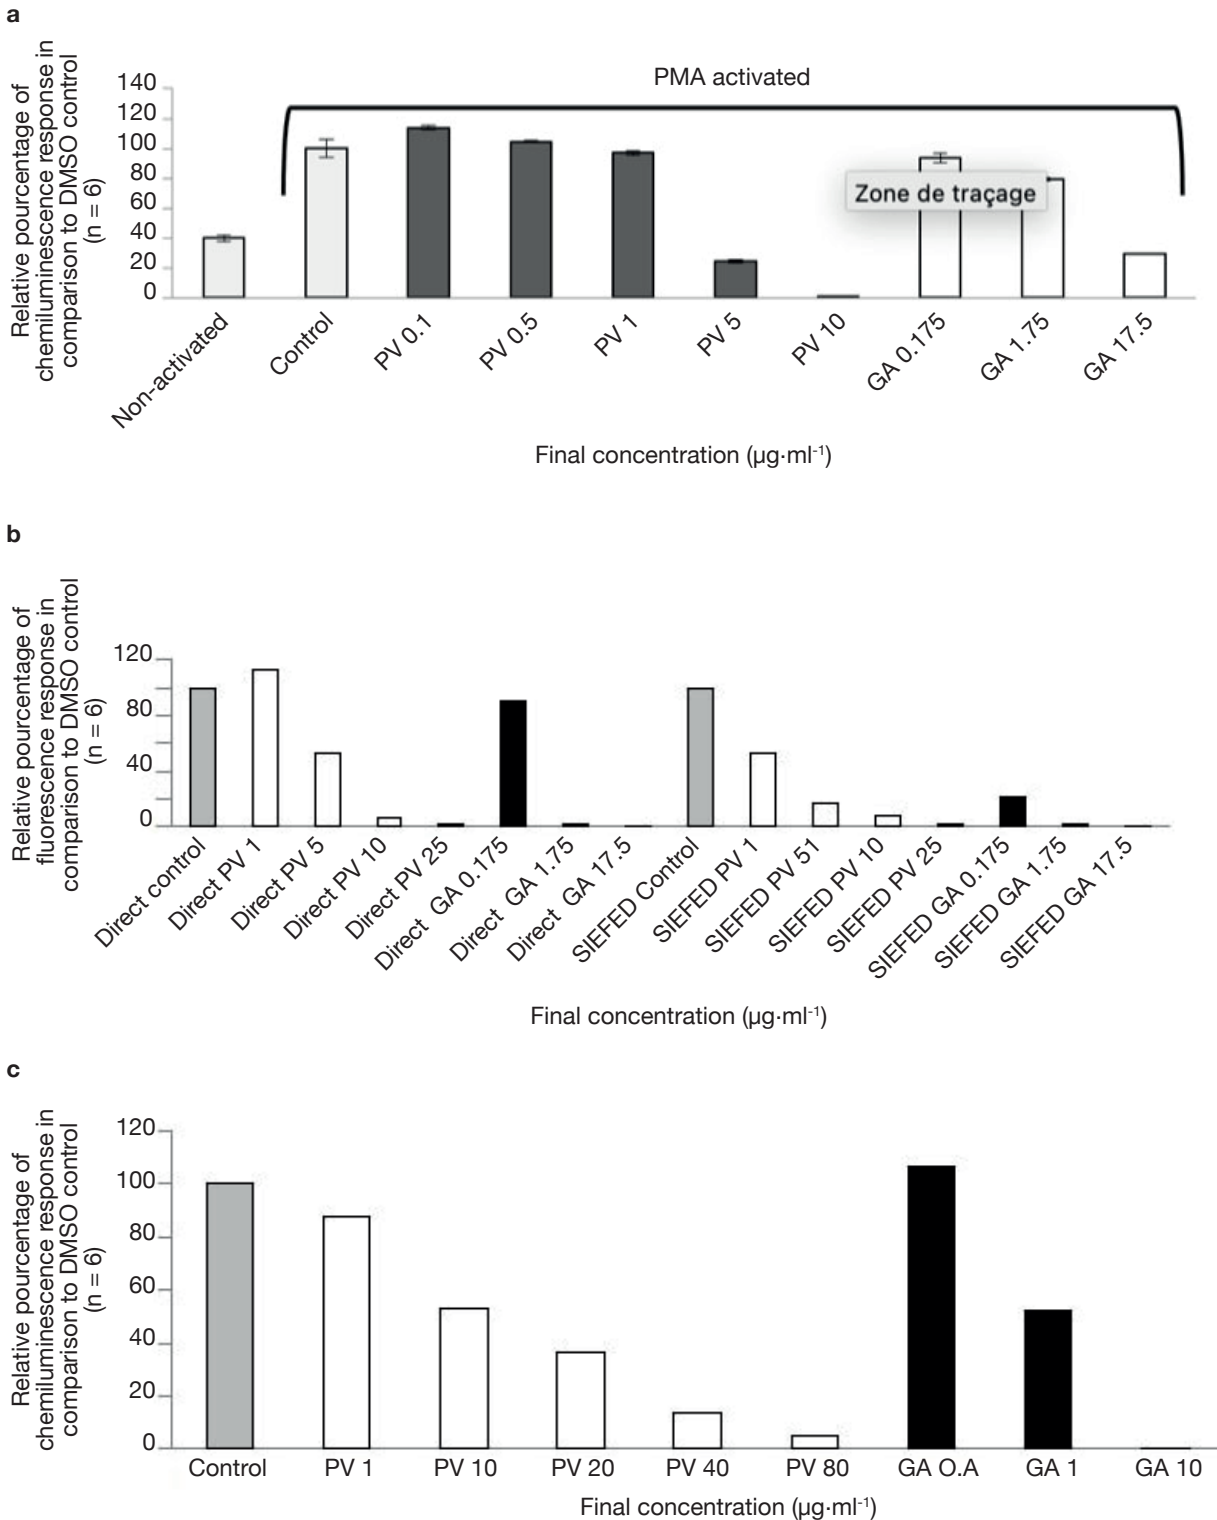 a
Relative pourcentage of
chemiluminescence response in
comparison to DMSO control
(n = 6)
140
120
100
80
60
40
20
0
PMA activated
Zone de traçage
Non-activated
Control
PV 0.1
PV 0.5
PV 1
PV 5
PV 10
GA 0.175
GA 1.75
GA 17.5
Final concentration (µg·ml-1)
b
Relative pourcentage of
fluorescence response in
comparison to DMSO control
(n = 6)
120
80
40
0
Direct control
Direct PV 1
Direct PV 5
Direct PV 10
Direct PV 25
Direct GA 0.175
Direct GA 1.75
Direct GA 17.5
SIEFED Control
SIEFED PV 1
SIEFED PV 51
SIEFED PV 10
SIEFED PV 25
SIEFED GA 0.175
SIEFED GA 1.75
SIEFED GA 17.5
Final concentration (µg·ml-1)
c
Relative pourcentage of
chemiluminescence response in
comparison to DMSO control
(n = 6)
120
100
80
60
40
20
0
Control
PV 1
PV 10
PV 20
PV 40
PV 80
GA O.A
GA 1
GA 10
Final concentration (µg·ml-1)